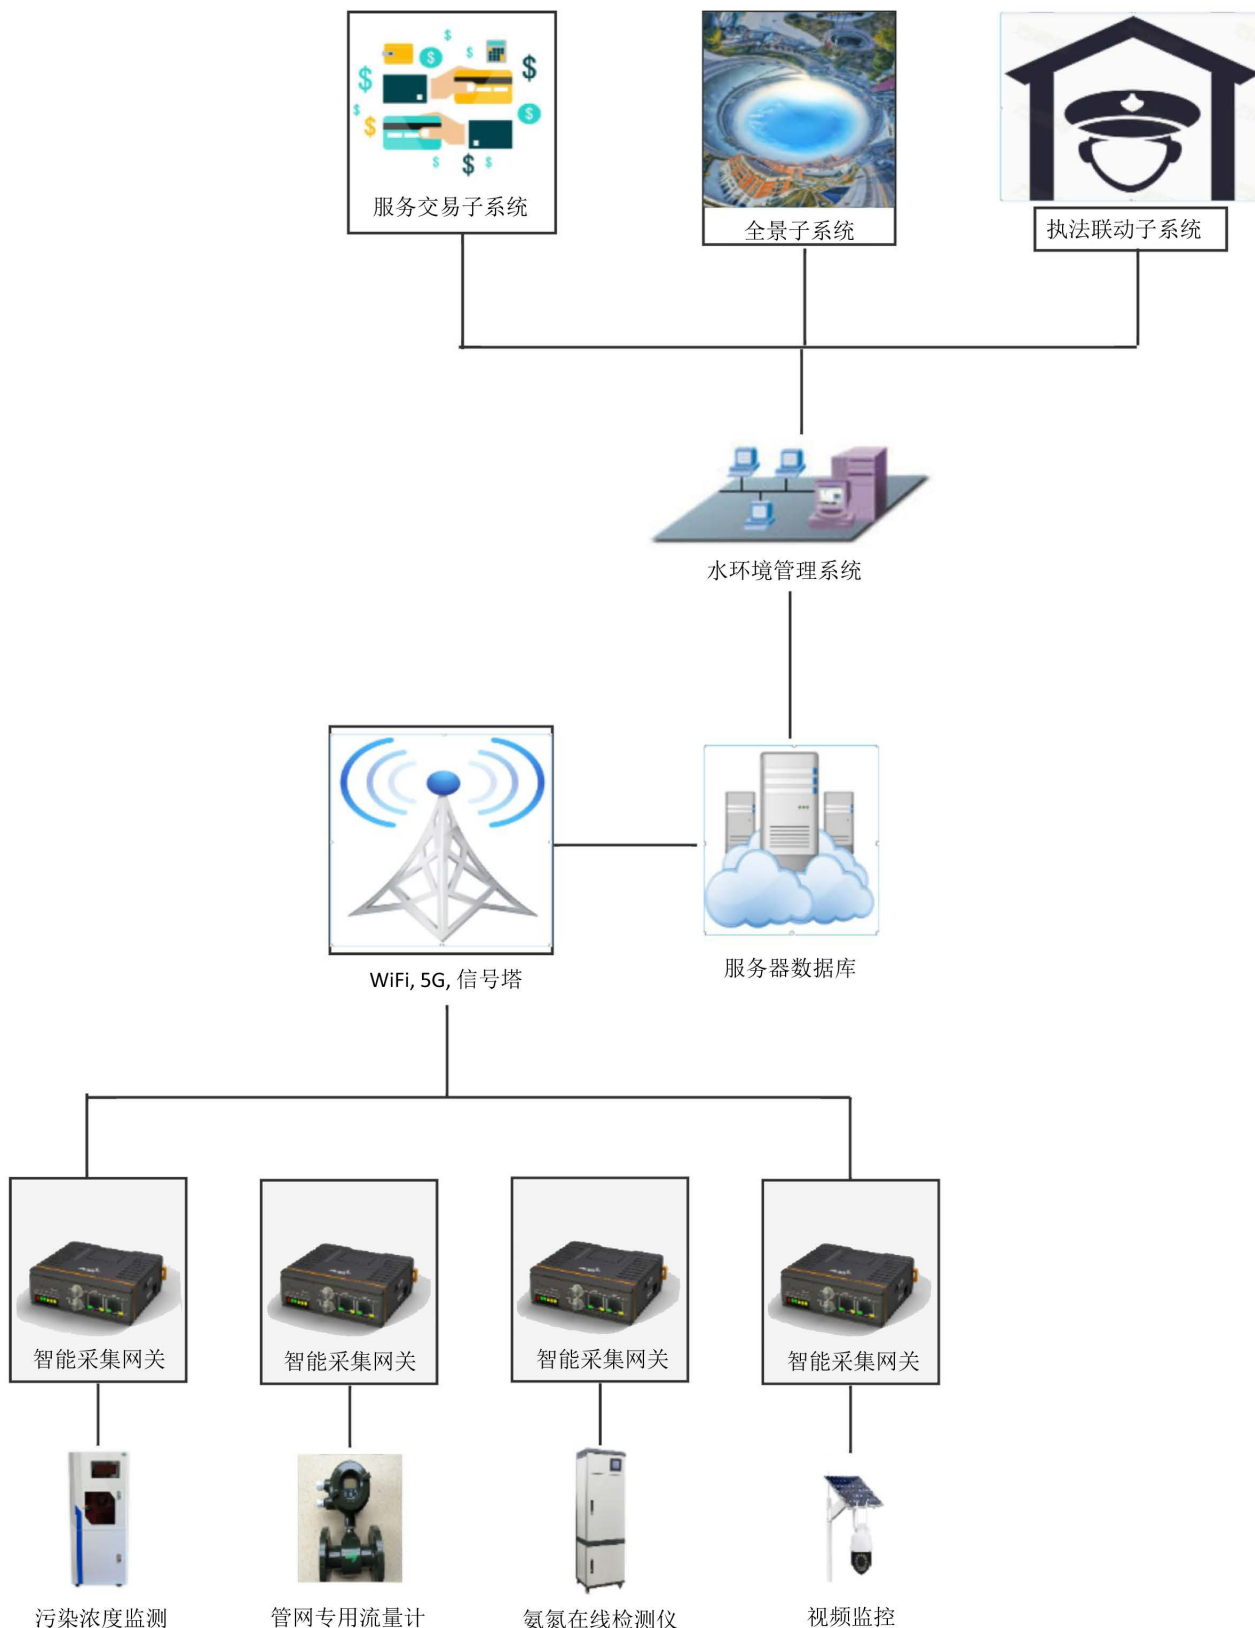 服务交易子系统
全景子系统
执法联动子系统
水环境管理系统
WiFi, 5G, 信号塔
服务器数据库
智能采集网关
智能采集网关
智能采集网关
智能采集网关
污染浓度监测
管网专用流量计
氨氮在线检测仪
视频监控